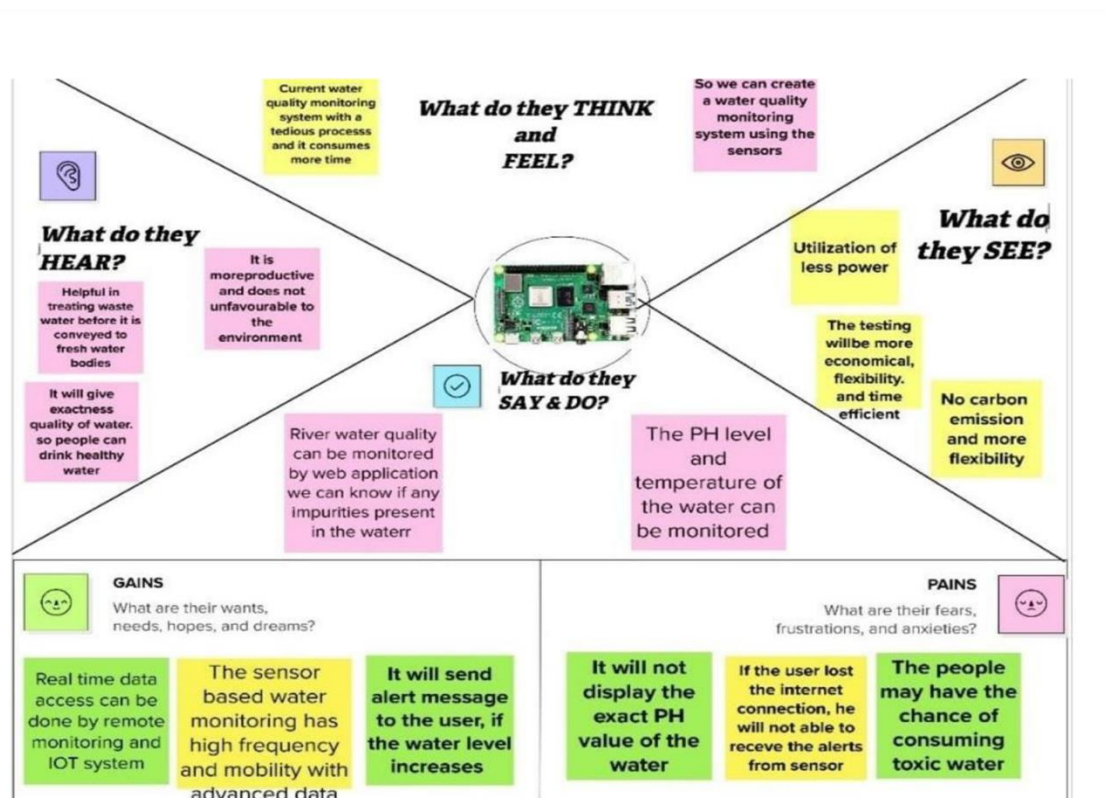 Current water
quality monitoring
system with a
tedious processs
and it consumes
more time
What do they THINK
and
FEEL?
So we can create
a water quality
monitoring
system using the
sensors
What do they
HEAR?
It is
moreproductive
and does not
unfavourable to
the
environment
Helpful in
treating waste
water before it is
conveyed to
fresh water
bodies
It will give
exactness
quality of water.
so people can
drink healthy
water
What do
they SEE?
Utilization of
less power
The testing
willbe more
economical,
flexibility.
and time
efficient
No carbon
emission
and more
flexibility
What do they
SAY & DO?
River water quality
can be monitored
by web application
we can know if any
impurities present
in the waterr
The PH level
and
temperature of
the water can
be monitored
GAINS
What are their wants,
needs, hopes, and dreams?
Real time data
access can be
done by remote
monitoring and
IOT system
The sensor
based water
monitoring has
high frequency
and mobility with
advanced data
It will send
alert message
to the user, if
the water level
increases
PAINS
What are their fears,
frustrations, and anxieties?
It will not
display the
exact PH
value of the
water
If the user lost
the internet
connection, he
will not able to
receve the alerts
from sensor
The people
may have the
chance of
consuming
toxic water